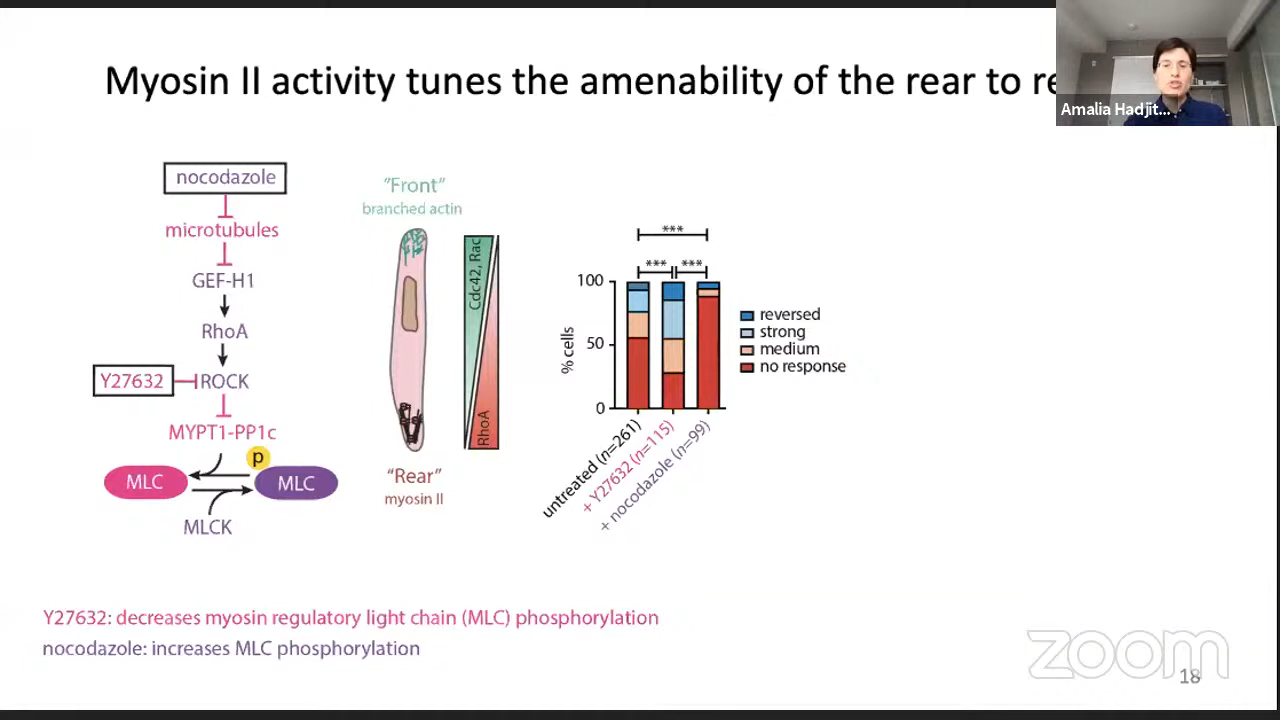 Myosin II activity tunes the amenability of the rear to re
Amalia Hadjit...
nocodazole
microtubules
GEF-H1
RhoA
Y27632
ROCK
MYPT1-PP1c
p
MLC
MLC
MLCK
"Front"
branched actin
Cdc42, Rac
RhoA
"Rear"
myosin II
***
***
***
100
50
0
% cells
reversed
strong
medium
no response
untreated (n=261)
+ Y27632 (n=115)
+ nocodazole (n=99)
Y27632: decreases myosin regulatory light chain (MLC) phosphorylation
nocodazole: increases MLC phosphorylation
zoom
18